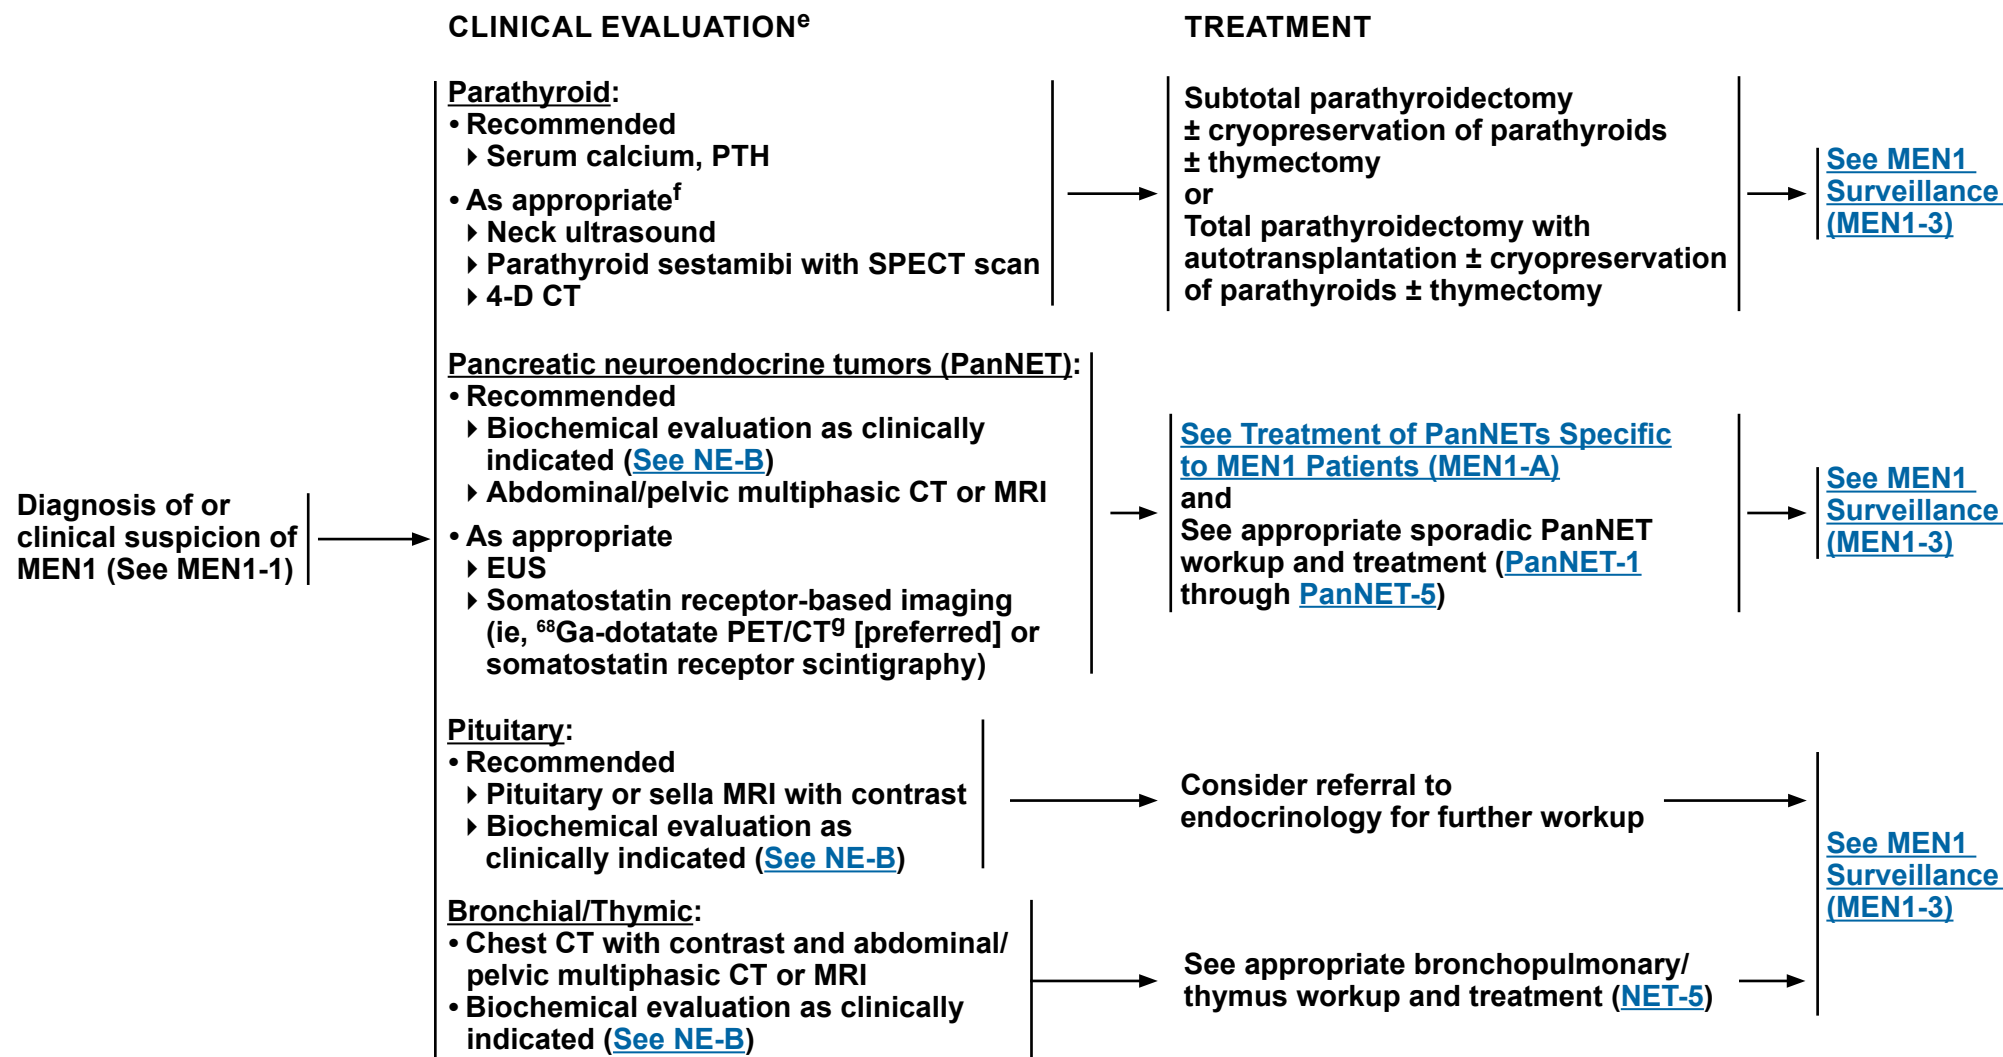 CLINICAL EVALUATIONᵉ
TREATMENT
Diagnosis of or
clinical suspicion of
MEN1 (See MEN1-1)
Parathyroid:
• Recommended
‣ Serum calcium, PTH
• As appropriateᶠ
‣ Neck ultrasound
‣ Parathyroid sestamibi with SPECT scan
‣ 4-D CT
Subtotal parathyroidectomy
± cryopreservation of parathyroids
± thymectomy
or
Total parathyroidectomy with
autotransplantation ± cryopreservation
of parathyroids ± thymectomy
See MEN1
Surveillance
(MEN1-3)
Pancreatic neuroendocrine tumors (PanNET):
• Recommended
‣ Biochemical evaluation as clinically
indicated (See NE-B)
‣ Abdominal/pelvic multiphasic CT or MRI
• As appropriate
‣ EUS
‣ Somatostatin receptor-based imaging
(ie, ⁶⁸Ga-dotatate PET/CTᵍ [preferred] or
somatostatin receptor scintigraphy)
See Treatment of PanNETs Specific
to MEN1 Patients (MEN1-A)
and
See appropriate sporadic PanNET
workup and treatment (PanNET-1
through PanNET-5)
See MEN1
Surveillance
(MEN1-3)
Pituitary:
• Recommended
‣ Pituitary or sella MRI with contrast
‣ Biochemical evaluation as
clinically indicated (See NE-B)
Consider referral to
endocrinology for further workup
Bronchial/Thymic:
• Chest CT with contrast and abdominal/
pelvic multiphasic CT or MRI
• Biochemical evaluation as clinically
indicated (See NE-B)
See appropriate bronchopulmonary/
thymus workup and treatment (NET-5)
See MEN1
Surveillance
(MEN1-3)